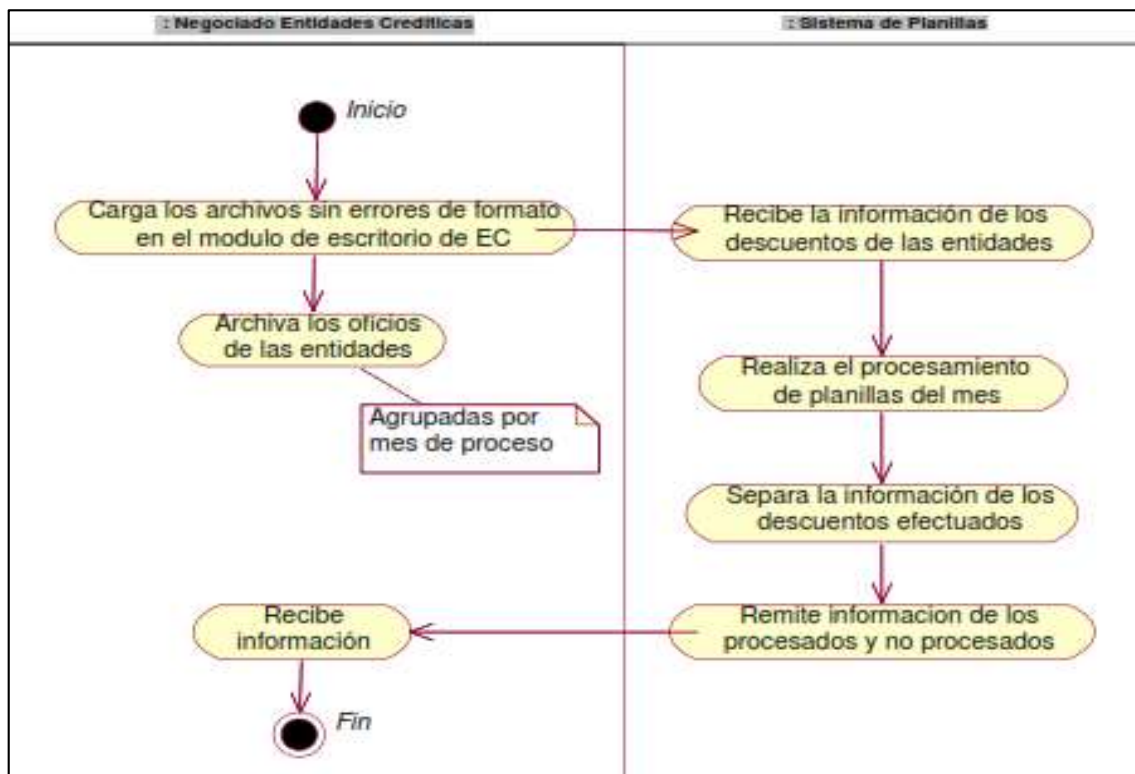 : Negociado Entidades Crediticas
: Sistema de Planillas
Inicio
Carga los archivos sin errores de formato
en el modulo de escritorio de EC
Recibe la información de los
descuentos de las entidades
Archiva los oficios
de las entidades
Realiza el procesamiento
de planillas del mes
Agrupadas por
mes de proceso
Separa la información de los
descuentos efectuados
Recibe
información
Remite informacion de los
procesados y no procesados
Fin